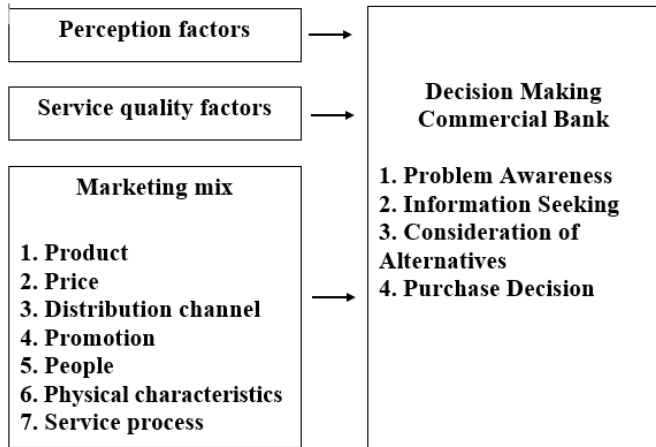 Perception factors
Service quality factors
Marketing mix
1. Product
2. Price
3. Distribution channel
4. Promotion
5. People
6. Physical characteristics
7. Service process
Decision Making
Commercial Bank
1. Problem Awareness
2. Information Seeking
3. Consideration of
Alternatives
4. Purchase Decision